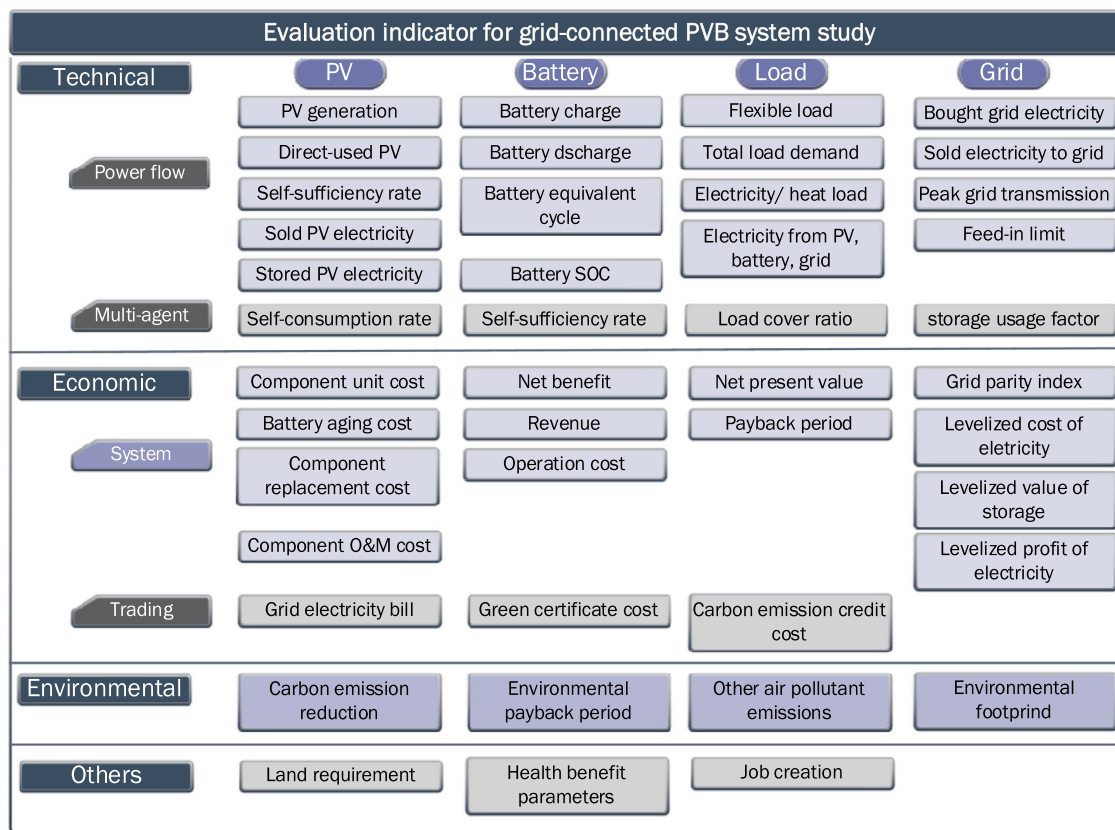 Evaluation indicator for grid-connected PVB system study
Technical
PV
Battery
Load
Grid
Power flow
PV generation
Direct-used PV
Self-sufficiency rate
Sold PV electricity
Stored PV electricity
Battery charge
Battery dscharge
Battery equivalent
cycle
Battery SOC
Flexible load
Total load demand
Electricity/ heat load
Electricity from PV,
battery, grid
Bought grid electricity
Sold electricity to grid
Peak grid transmission
Feed-in limit
Multi-agent
Self-consumption rate
Self-sufficiency rate
Load cover ratio
storage usage factor
Economic
System
Component unit cost
Battery aging cost
Component
replacement cost
Component O&M cost
Net benefit
Revenue
Operation cost
Net present value
Payback period
Grid parity index
Levelized cost of
eletricity
Levelized value of
storage
Levelized profit of
electricity
Trading
Grid electricity bill
Green certificate cost
Carbon emission credit
cost
Environmental
Carbon emission
reduction
Environmental
payback period
Other air pollutant
emissions
Environmental
footprind
Others
Land requirement
Health benefit
parameters
Job creation